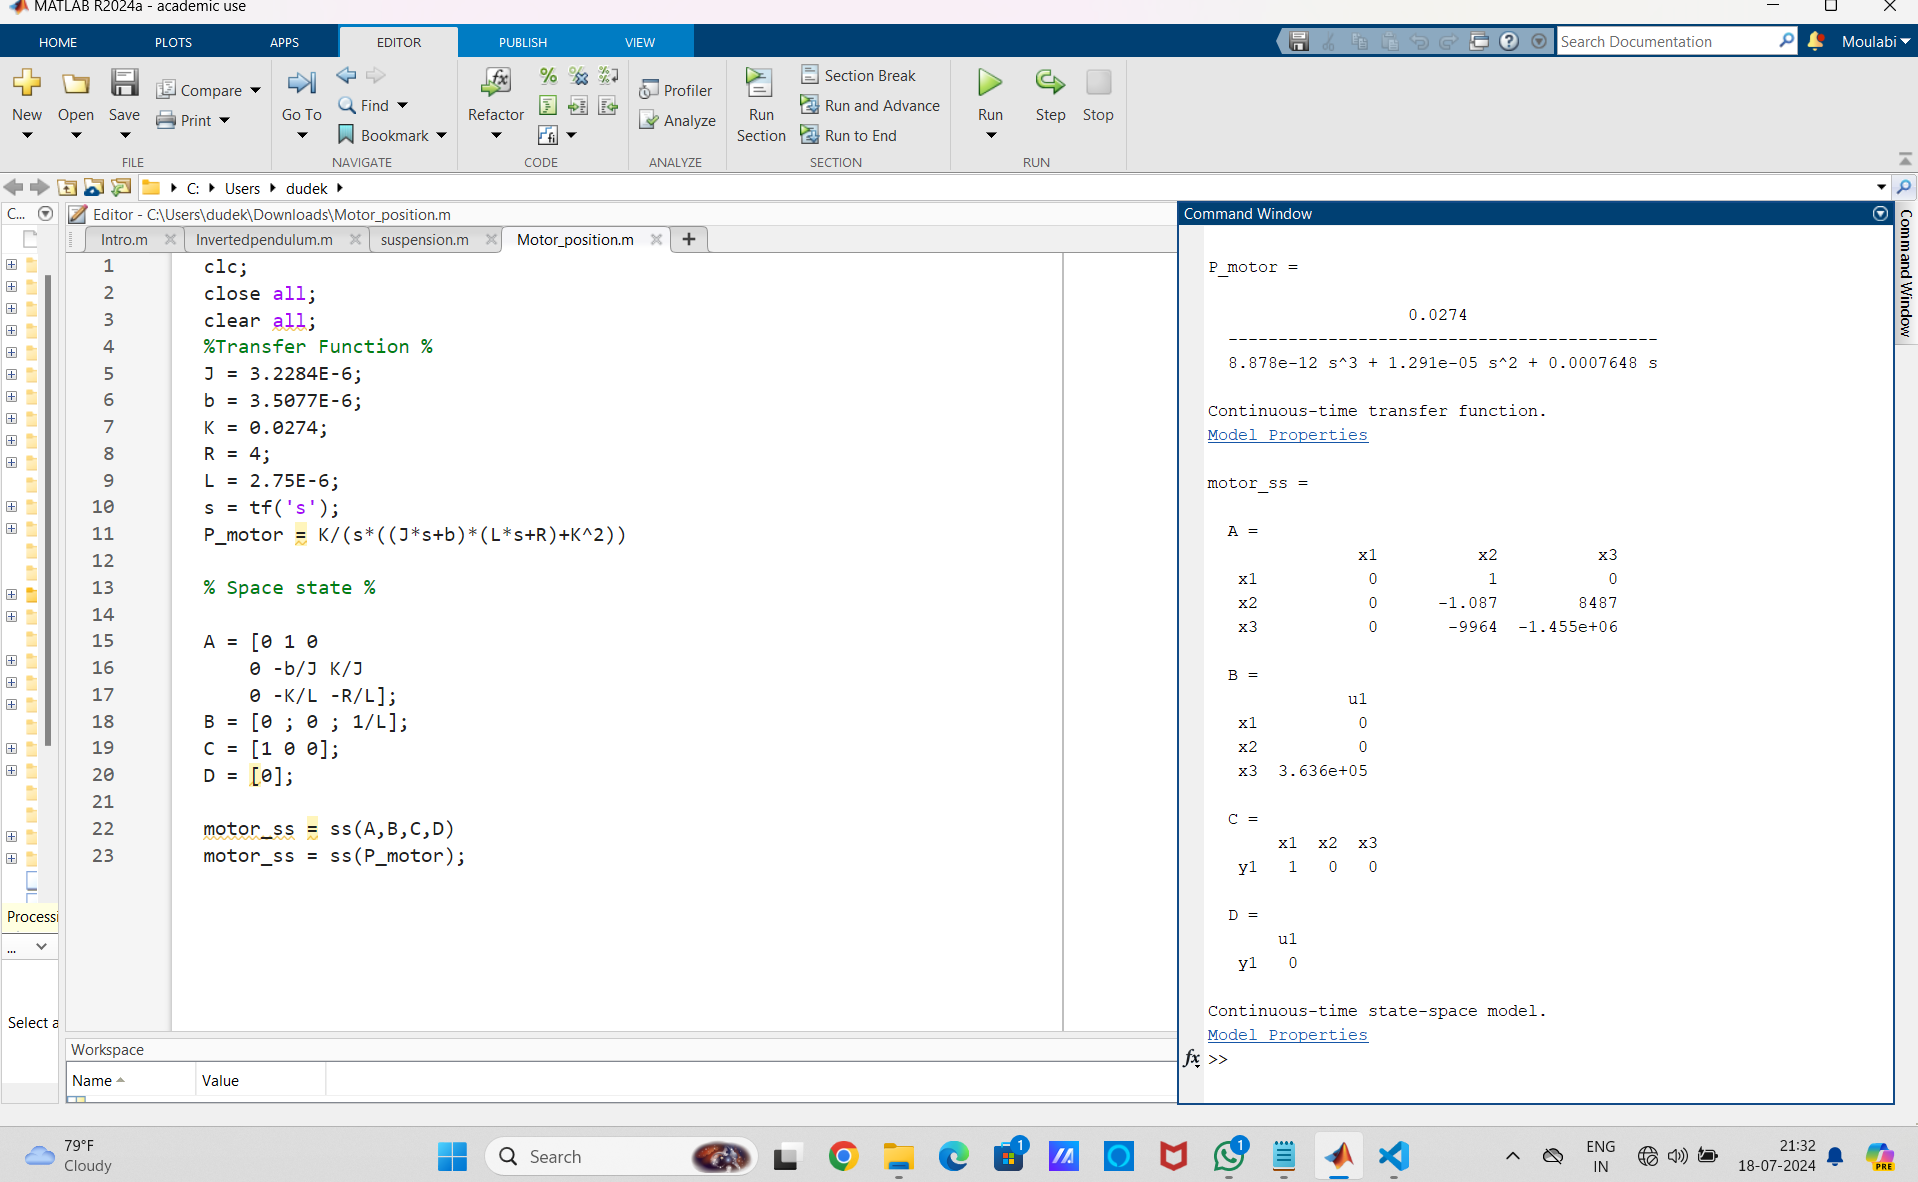 MATLAB R2024a - academic use
HOME PLOTS APPS EDITOR PUBLISH VIEW
Search Documentation
Moulabi
New Open Save
Compare
Print
FILE
Go To
Find
Bookmark
NAVIGATE
Refactor
CODE
Profiler
Analyze
ANALYZE
Run
Section
Section Break
Run and Advance
Run to End
SECTION
Run Step Stop
RUN
C: Users dudek
C...
Editor - C:\Users\dudek\Downloads\Motor_position.m
Intro.m Invertedpendulum.m suspension.m Motor_position.m
1 clc;
2 close all;
3 clear all;
4 %Transfer Function %
5 J = 3.2284E-6;
6 b = 3.5077E-6;
7 K = 0.0274;
8 R = 4;
9 L = 2.75E-6;
10 s = tf('s');
11 P_motor = K/(s*((J*s+b)*(L*s+R)+K^2))
12
13 % Space state %
14
15 A = [0 1 0
16 0 -b/J K/J
17 0 -K/L -R/L];
18 B = [0 ; 0 ; 1/L];
19 C = [1 0 0];
20 D = [0];
21
22 motor_ss = ss(A,B,C,D)
23 motor_ss = ss(P_motor);
Processi
...
Select a
Workspace
Name Value
Command Window
Command Window
P_motor =
0.0274
-------------------------------------------
8.878e-12 s^3 + 1.291e-05 s^2 + 0.0007648 s
Continuous-time transfer function.
Model Properties
motor_ss =
A =
x1 x2 x3
x1 0 1 0
x2 0 -1.087 8487
x3 0 -9964 -1.455e+06
B =
u1
x1 0
x2 0
x3 3.636e+05
C =
x1 x2 x3
y1 1 0 0
D =
u1
y1 0
Continuous-time state-space model.
Model Properties
fx >>
79°F
Cloudy
Search
1
1
ENG
IN
21:32
18-07-2024
PRE